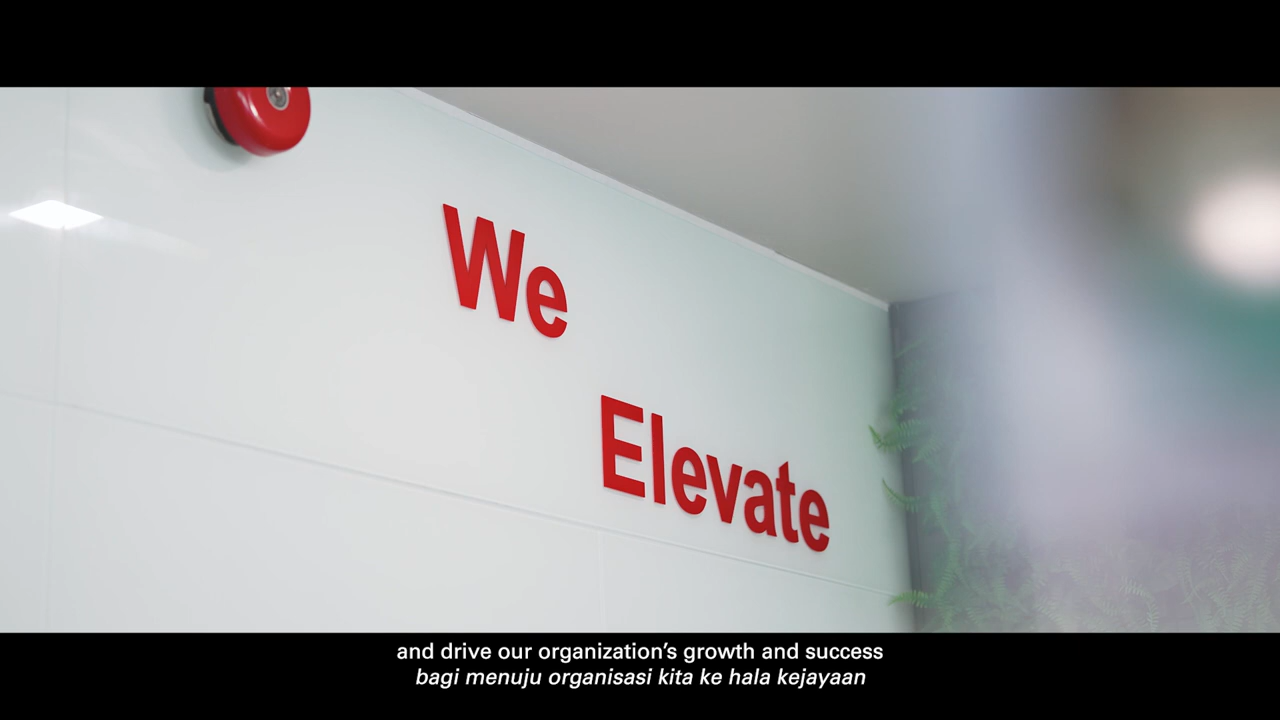 We
Elevate
and drive our organization's growth and success
bagi menuju organisasi kita ke hala kejayaan